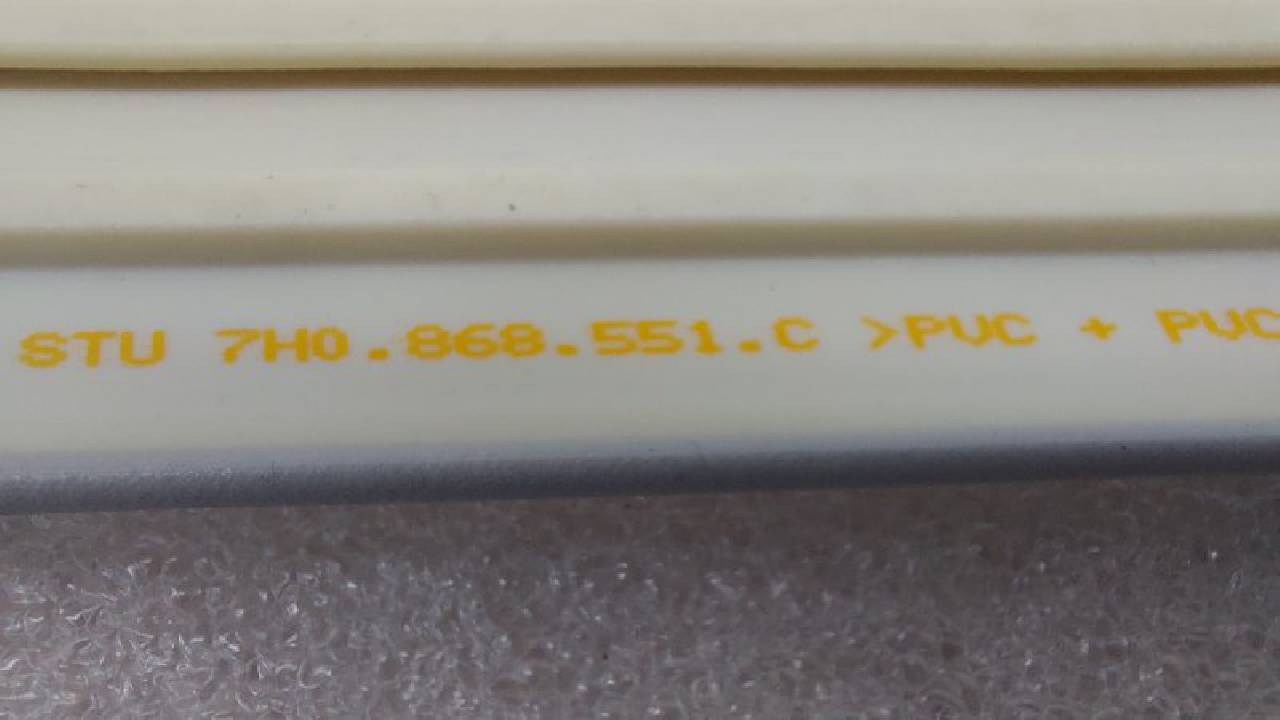 STU 7H0.868.551.C >PVC + PVC